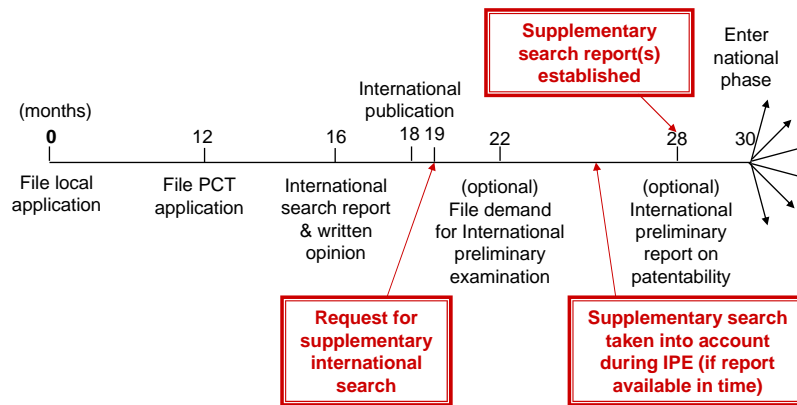 Supplementary
search report(s)
established
Enter
national
phase
International
publication
(months)
0
12
16
18
19
22
28
30
File local
application
File PCT
application
International
search report
& written
opinion
(optional)
File demand
for International
preliminary
examination
(optional)
International
preliminary
report on
patentability
Request for
supplementary
international
search
Supplementary search
taken into account
during IPE (if report
available in time)